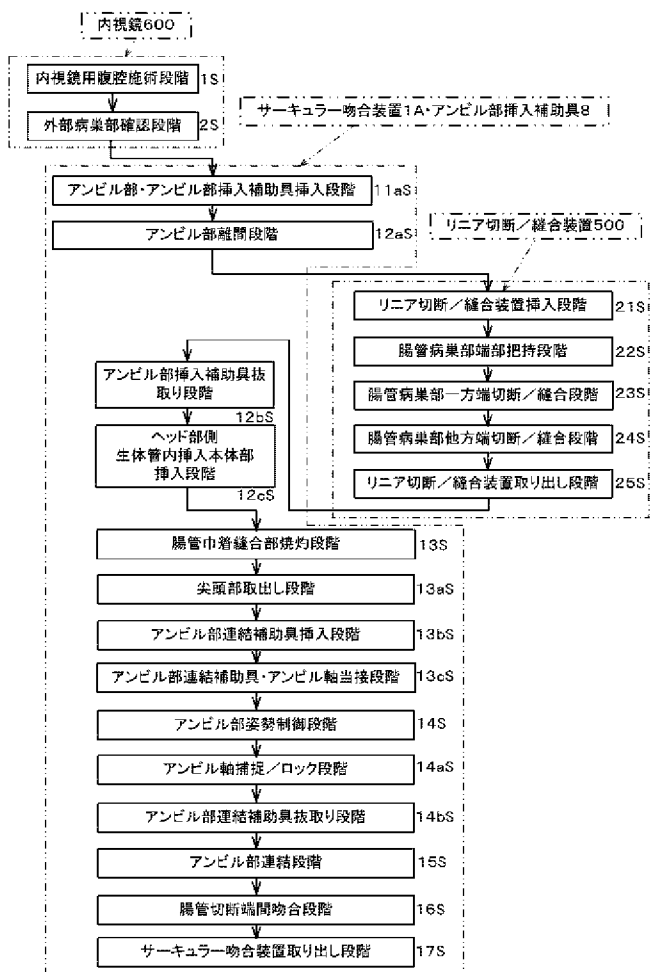 内視鏡600
内視鏡用腹腔施術段階 1S
外部病巣部確認段階 2S
サーキュラー吻合装置1A・アンビル部挿入補助具8
アンビル部・アンビル部挿入補助具挿入段階 11aS
アンビル部離間段階 12aS
リニア切断／縫合装置500
リニア切断／縫合装置挿入段階 21S
腸管病巣部端部把持段階 22S
腸管病巣部一方端切断／縫合段階 23S
腸管病巣部他方端切断／縫合段階 24S
リニア切断／縫合装置取り出し段階 25S
アンビル部挿入補助具抜
取り段階
12bS
ヘッド部側
生体管内挿入本体部
挿入段階
12cS
腸管巾着縫合部焼灼段階 13S
尖頭部取出し段階 13aS
アンビル部連結補助具挿入段階 13bS
アンビル部連結補助具・アンビル軸当接段階 13cS
アンビル部姿勢制御段階 14S
アンビル軸捕捉／ロック段階 14aS
アンビル部連結補助具抜取り段階 14bS
アンビル部連結段階 15S
腸管切断端間吻合段階 16S
サーキュラー吻合装置取り出し段階 17S